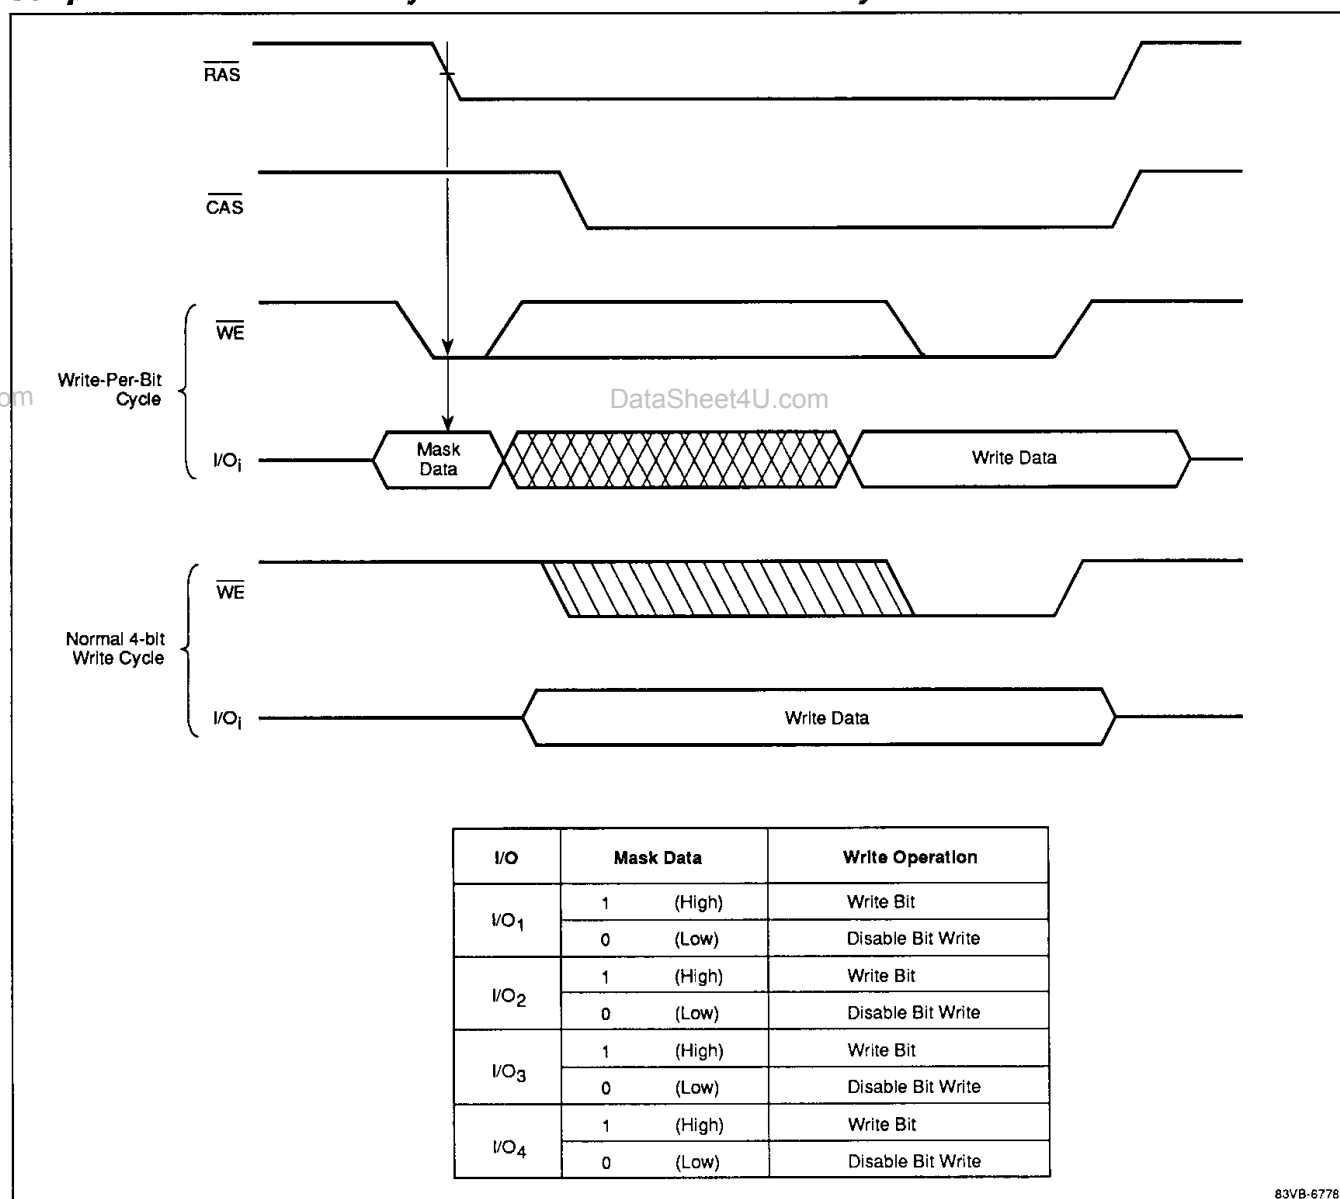 RAS
CAS
WE
Write-Per-Bit
Cycle
om
DataSheet4U.com
I/Oi
Mask
Data
Write Data
WE
Normal 4-bit
Write Cycle
I/Oi
Write Data
I/O Mask Data Write Operation
I/O1 1 (High) Write Bit
0 (Low) Disable Bit Write
I/O2 1 (High) Write Bit
0 (Low) Disable Bit Write
I/O3 1 (High) Write Bit
0 (Low) Disable Bit Write
I/O4 1 (High) Write Bit
0 (Low) Disable Bit Write
83VB-6778